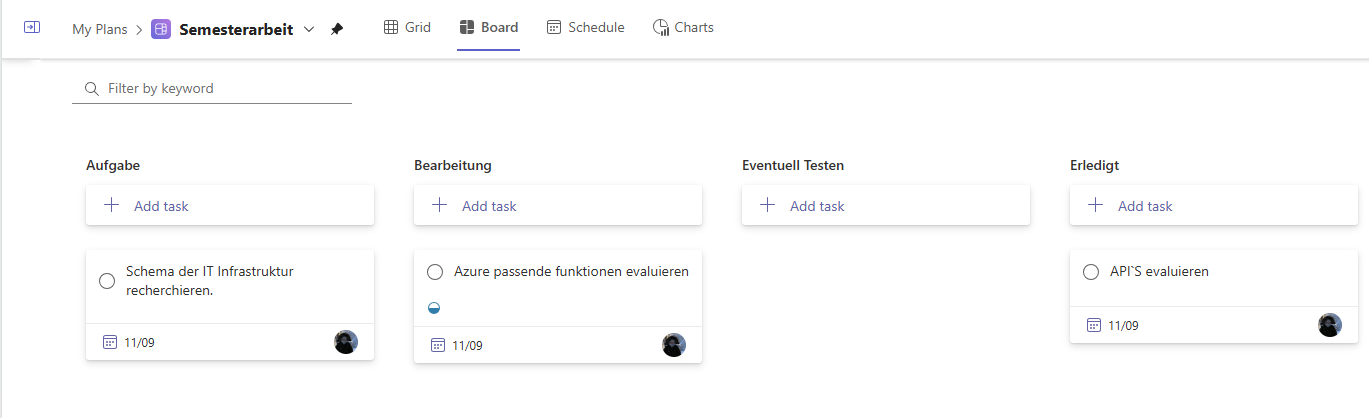 My Plans > Semesterarbeit
Grid
Board
Schedule
Charts
Filter by keyword
Aufgabe
Add task
Schema der IT Infrastruktur
recherchieren.
11/09
Bearbeitung
Add task
Azure passende funktionen evaluieren
11/09
Eventuell Testen
Add task
Erledigt
Add task
API`S evaluieren
11/09